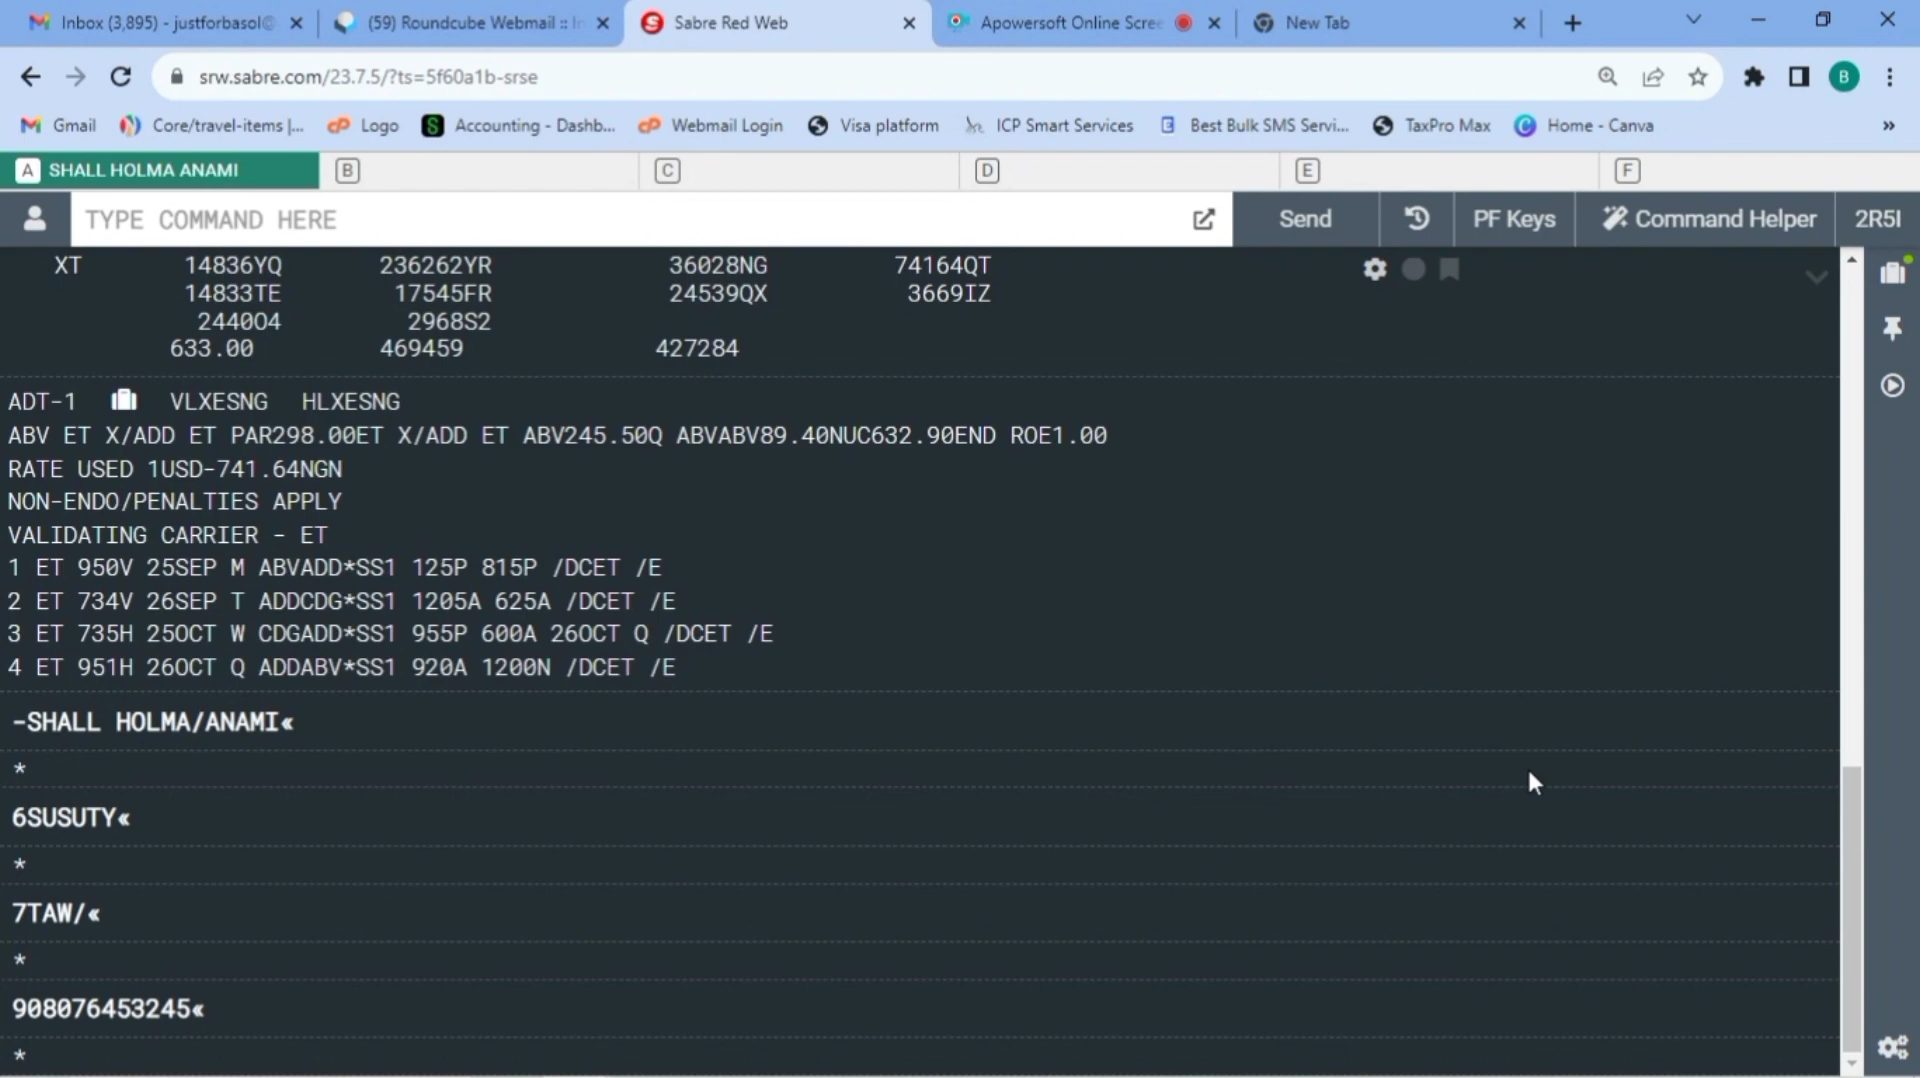 Inbox (3,895) - justforbasol@
(59) Roundcube Webmail :: In
Sabre Red Web
Apowersoft Online Scree
New Tab
srw.sabre.com/23.7.5/?ts=5f60a1b-srse
B
Gmail
Core/travel-items |...
Logo
Accounting - Dashb...
Webmail Login
Visa platform
ICP Smart Services
Best Bulk SMS Servi...
TaxPro Max
Home - Canva
»
A SHALL HOLMA ANAMI
B
C
D
E
F
TYPE COMMAND HERE
Send
PF Keys
Command Helper
2R5I
XT 14836YQ 236262YR 36028NG 74164QT
14833TE 17545FR 24539QX 3669IZ
2440O4 2968S2
633.00 469459 427284
ADT-1 VLXESNG HLXESNG
ABV ET X/ADD ET PAR298.00ET X/ADD ET ABV245.50Q ABVABV89.40NUC632.90END ROE1.00
RATE USED 1USD-741.64NGN
NON-ENDO/PENALTIES APPLY
VALIDATING CARRIER - ET
1 ET 950V 25SEP M ABVADD*SS1 125P 815P /DCET /E
2 ET 734V 26SEP T ADDCDG*SS1 1205A 625A /DCET /E
3 ET 735H 25OCT W CDGADD*SS1 955P 600A 26OCT Q /DCET /E
4 ET 951H 26OCT Q ADDABV*SS1 920A 1200N /DCET /E
-SHALL HOLMA/ANAMI«
*
6SUSUTY«
*
7TAW/«
*
908076453245«
*